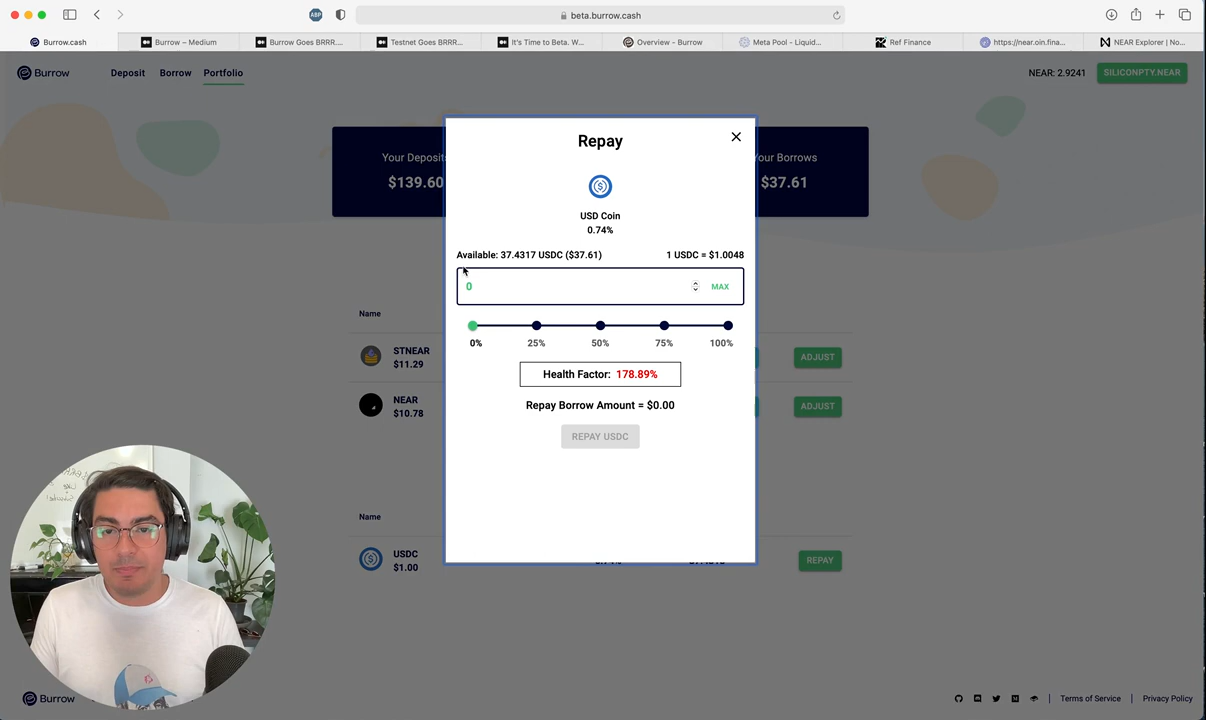 beta.burrow.cash
Burrow.cash
Burrow – Medium
Burrow Goes BRRR....
Testnet Goes BRRR...
It's Time to Beta. W...
Overview - Burrow
Meta Pool - Liquid...
Ref Finance
https://near.oin.fina...
NEAR Explorer | No...
ABP
Burrow
Deposit
Borrow
Portfolio
NEAR: 2.9241
SILICONPTY.NEAR
Your Deposit
$139.60
Your Borrows
$37.61
Repay
USD Coin
0.74%
Available: 37.4317 USDC ($37.61)
1 USDC = $1.0048
0
MAX
0%
25%
50%
75%
100%
Health Factor: 178.89%
Repay Borrow Amount = $0.00
REPAY USDC
Name
STNEAR
$11.29
ADJUST
NEAR
$10.78
ADJUST
Name
USDC
$1.00
REPAY
Burrow
Terms of Service
Privacy Policy